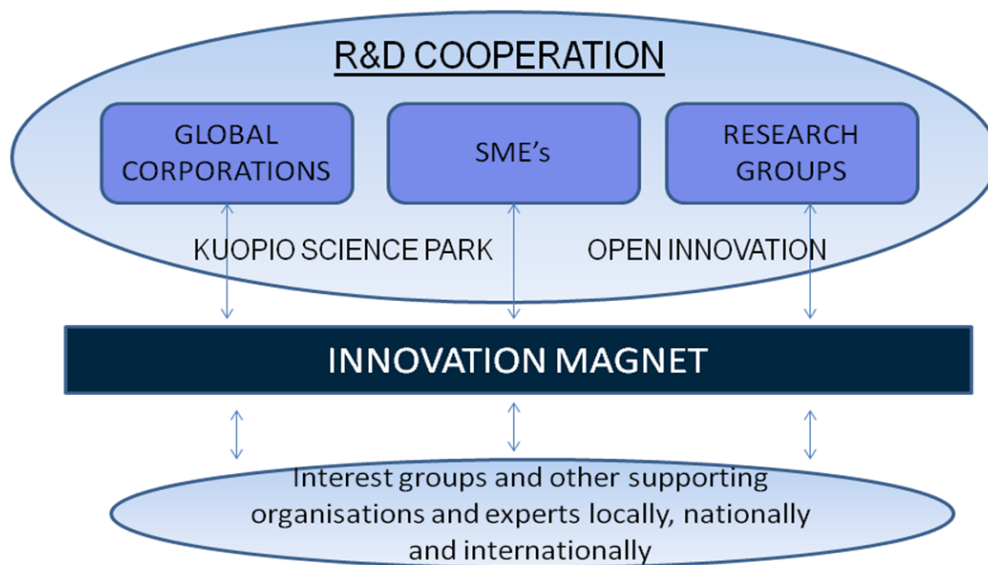 R&D COOPERATION
GLOBAL
CORPORATIONS
SME's
RESEARCH
GROUPS
KUOPIO SCIENCE PARK
OPEN INNOVATION
INNOVATION MAGNET
Interest groups and other supporting
organisations and experts locally, nationally
and internationally